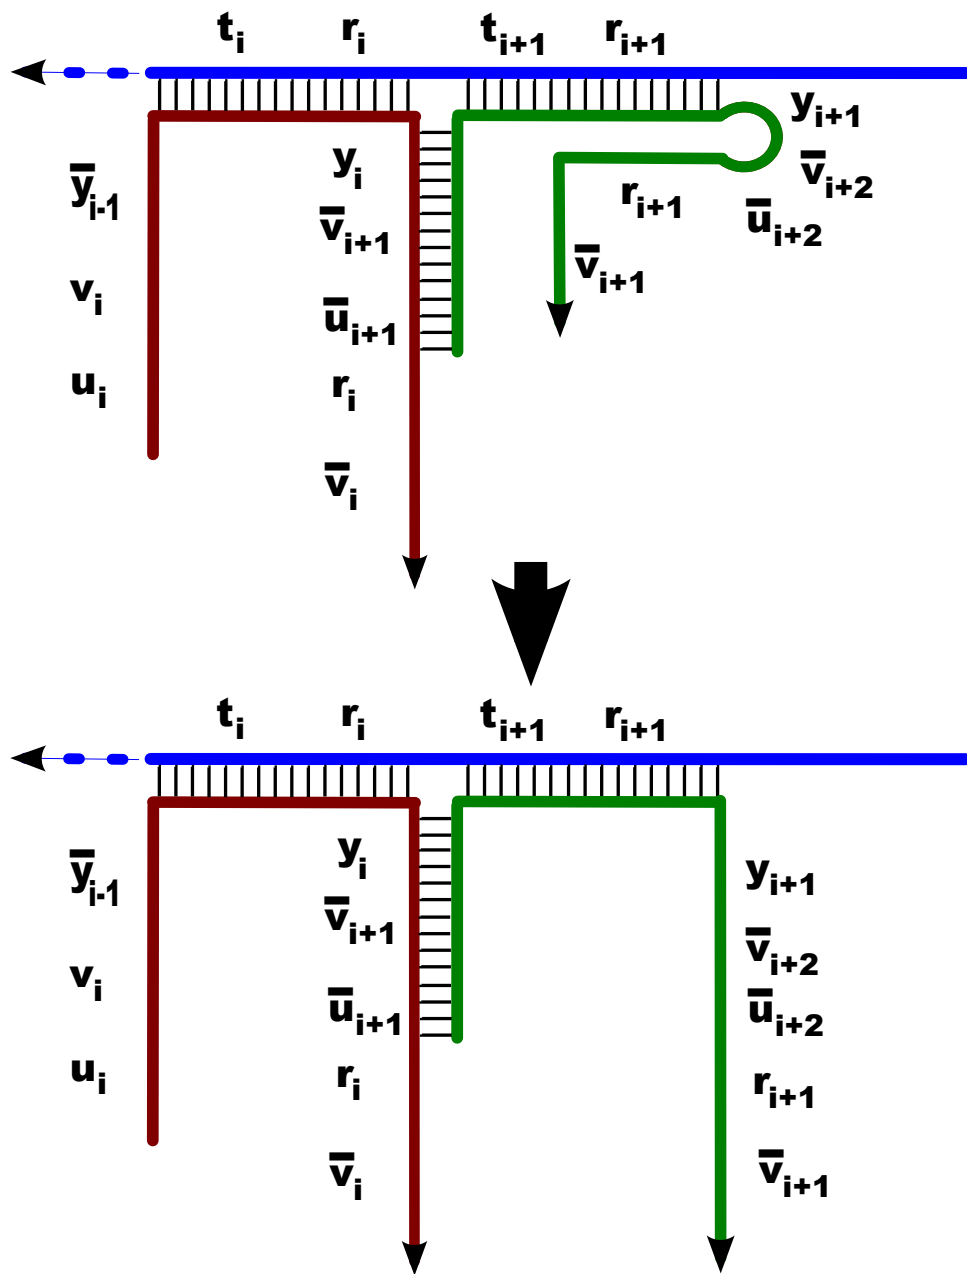 t_i r_i t_{i+1} r_{i+1}
y_{i+1}
ȳ_{i-1} y_i v̄_{i+2}
r_{i+1}
v̄_{i+1} ū_{i+2}
v̄_{i+1}
v_i
ū_{i+1}
u_i r_i
v̄_i
t_i r_i t_{i+1} r_{i+1}
y_i
ȳ_{i-1} y_{i+1}
v̄_{i+1}
v̄_{i+2}
v_i
ū_{i+1} ū_{i+2}
u_i r_i r_{i+1}
v̄_i v̄_{i+1}